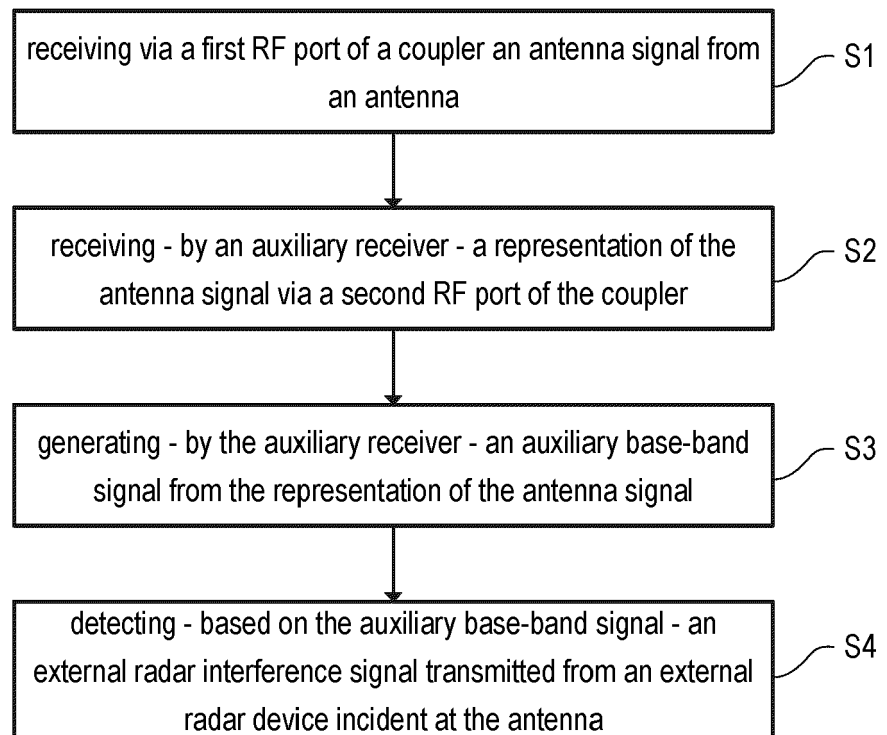 receiving via a first RF port of a coupler an antenna signal from
an antenna
S1
receiving - by an auxiliary receiver - a representation of the
antenna signal via a second RF port of the coupler
S2
generating - by the auxiliary receiver - an auxiliary base-band
signal from the representation of the antenna signal
S3
detecting - based on the auxiliary base-band signal - an
external radar interference signal transmitted from an external
radar device incident at the antenna
S4